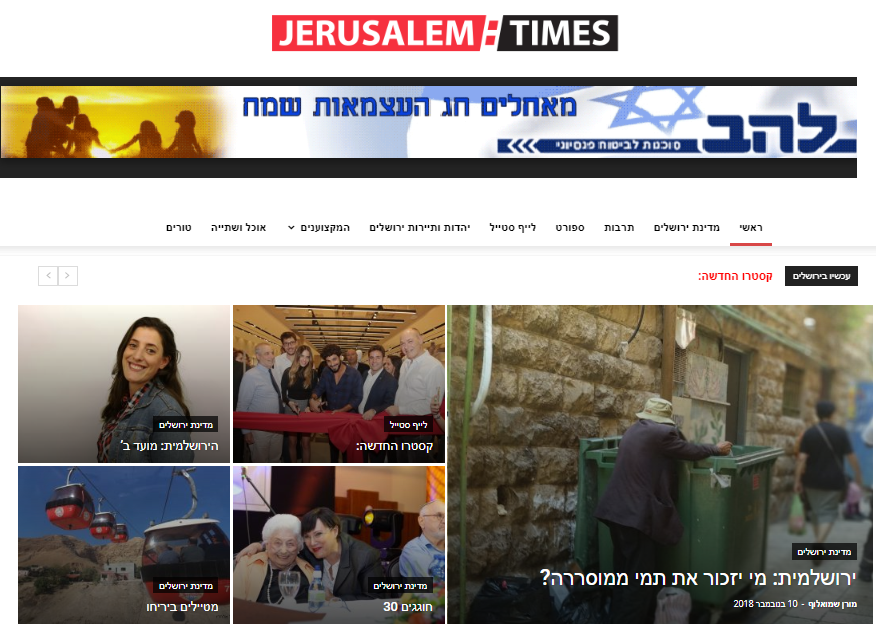 JERUSALEM TIMES
מאחלים חג העצמאות שמח
להב
סוכנות לביטוח פנסיוני
ראשי
מדינת ירושלים
תרבות
ספורט
לייף סטייל
יהדות ותיירות ירושלים
המקצוענים
אוכל ושתייה
טורים
עכשיו בירושלים
קסטרו החדשה:
מדינת ירושלים
ירושלמית: מי יזכור את תמי ממוסררה?
מורן שמואלוף - 10 בנובמבר 2018
לייף סטייל
קסטרו החדשה:
מדינת ירושלים
הירושלמית: מועד ב׳
מדינת ירושלים
חוגגים 30
מדינת ירושלים
מטיילים ביריחו